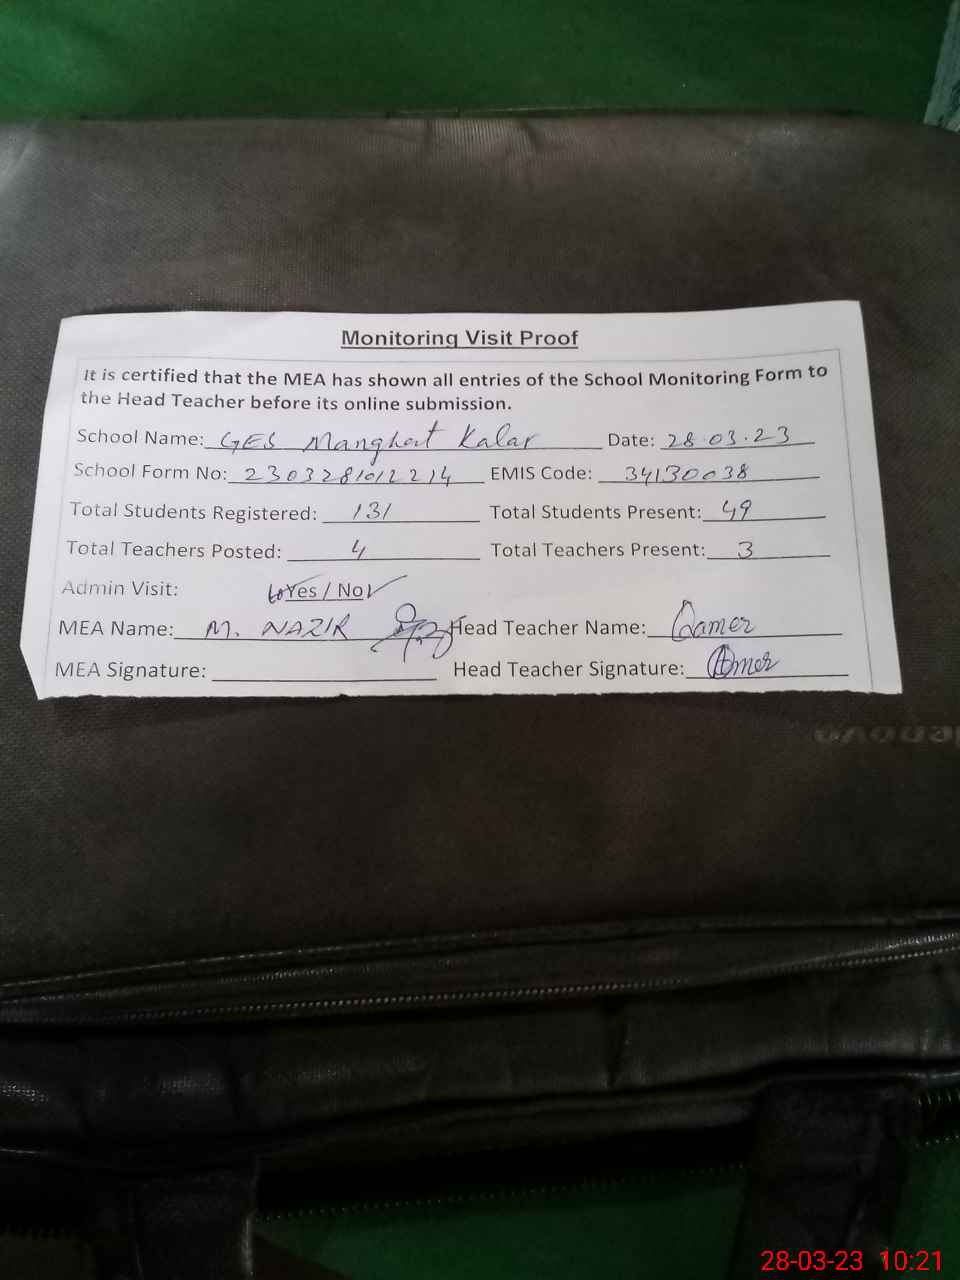 Monitoring Visit Proof
It is certified that the MEA has shown all entries of the School Monitoring Form to
the Head Teacher before its online submission.
School Name: GES Manghat Kalar Date: 28.03.23
School Form No: 2303281012214 EMIS Code: 34130038
Total Students Registered: 131 Total Students Present: 49
Total Teachers Posted: 4 Total Teachers Present: 3
Admin Visit: Yes / No
MEA Name: M. NAZIR Head Teacher Name: Qamer
MEA Signature: Head Teacher Signature: Qmer
lenovo
28-03-23 10:21